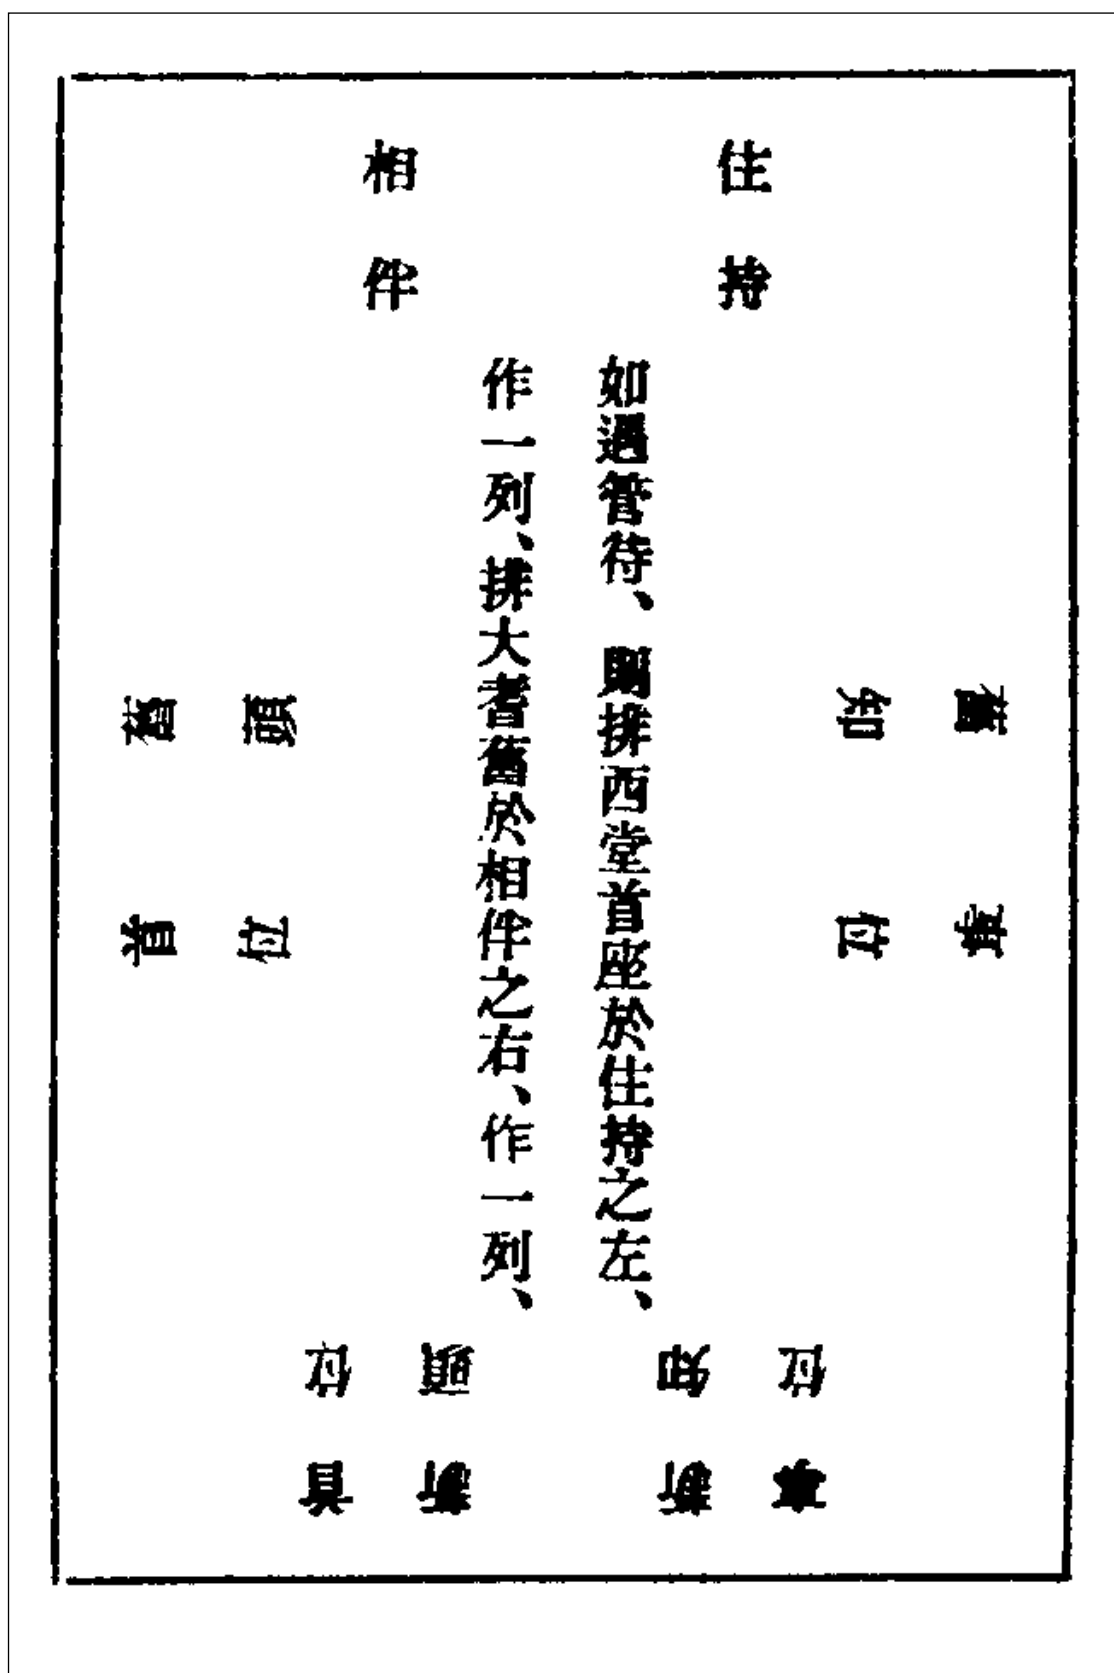 住持
相伴
如遇管待、則排西堂首座於住持之左、
作一列、排大耆舊於相伴之右、作一列、
舊知
事位
舊頭
首位
新知
事位
新頭
首位